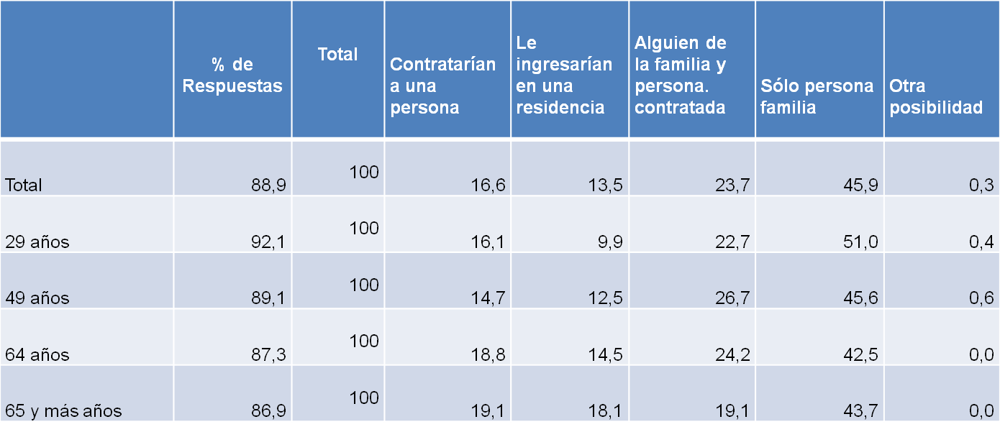 % de
Respuestas
Total
Contratarían
a una
persona
Le
ingresarían
en una
residencia
Alguien de
la familia y
persona.
contratada
Sólo persona
familia
Otra
posibilidad
Total 88,9 100 16,6 13,5 23,7 45,9 0,3
29 años 92,1 100 16,1 9,9 22,7 51,0 0,4
49 años 89,1 100 14,7 12,5 26,7 45,6 0,6
64 años 87,3 100 18,8 14,5 24,2 42,5 0,0
65 y más años 86,9 100 19,1 18,1 19,1 43,7 0,0